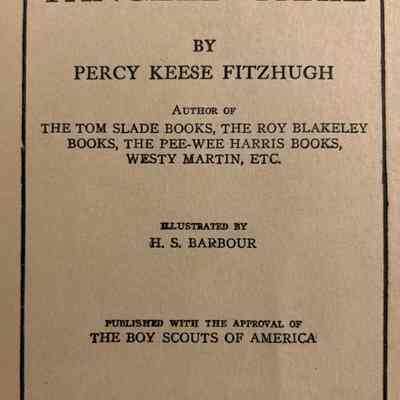 BY
PERCY KEESE FITZHUGH
AUTHOR OF
THE TOM SLADE BOOKS, THE ROY BLAKELEY
BOOKS, THE PEE-WEE HARRIS BOOKS,
WESTY MARTIN, ETC.
ILLUSTRATED BY
H. S. BARBOUR
PUBLISHED WITH THE APPROVAL OF
THE BOY SCOUTS OF AMERICA